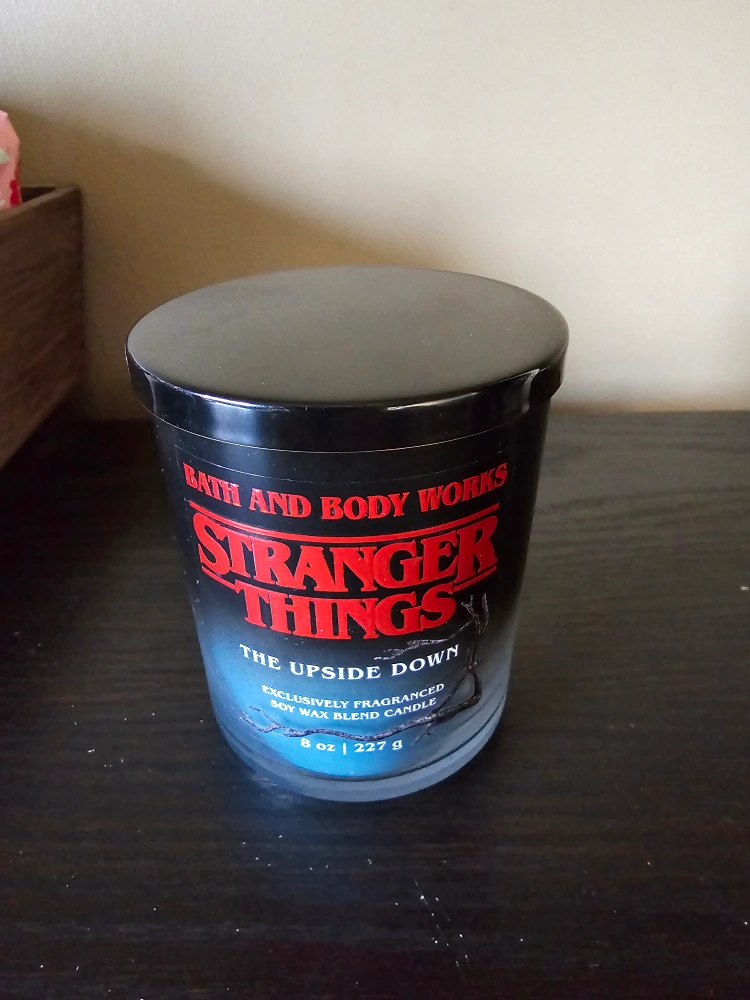 BATH AND BODY WORKS
STRANGER
THINGS
THE UPSIDE DOWN
EXCLUSIVELY FRAGRANCED
SOY WAX BLEND CANDLE
8 oz | 227 g